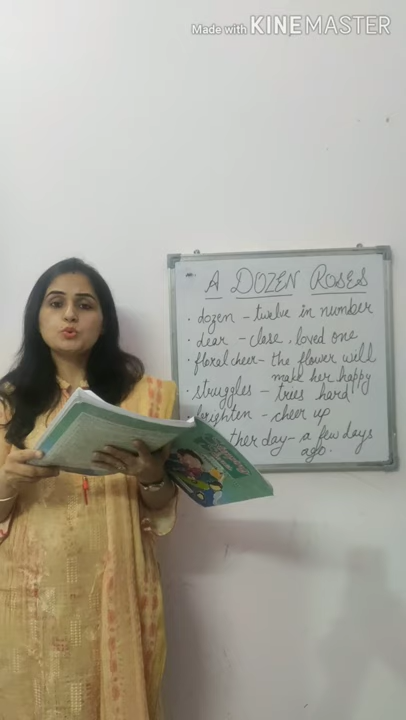 Made with KINEMASTER
A DOZEN ROSES
• dozen - twelve in number
• dear - close, loved one
• floral cheer - the flower will
make her happy
• struggles - tries hard
brighten - cheer up
ther day - a few days
ago.